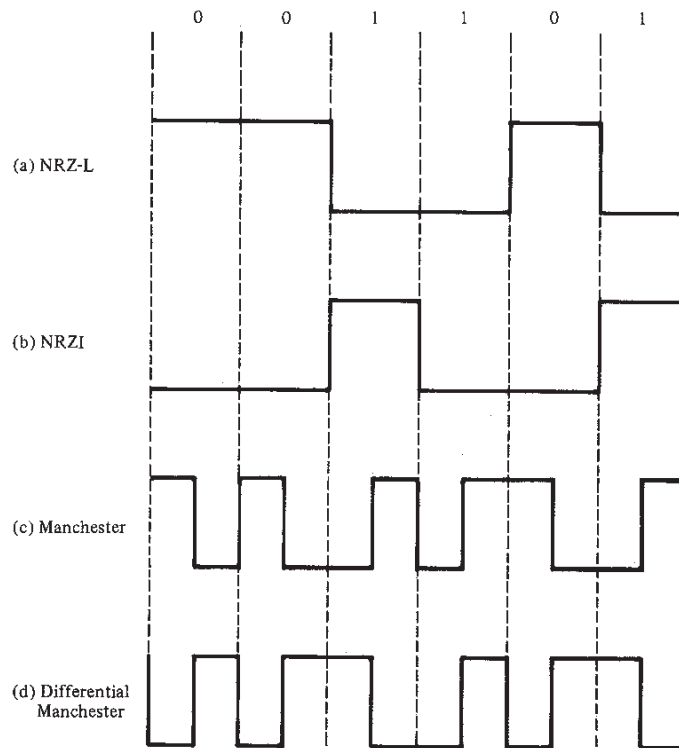 0 0 1 1 0 1
(a) NRZ-L
(b) NRZI
(c) Manchester
(d) Differential
Manchester